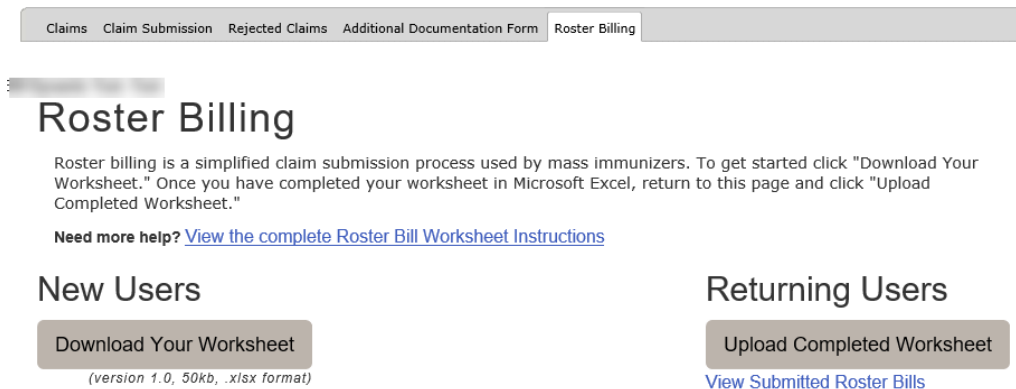 Claims Claim Submission Rejected Claims Additional Documentation Form Roster Billing
Roster Billing
Roster billing is a simplified claim submission process used by mass immunizers. To get started click "Download Your
Worksheet." Once you have completed your worksheet in Microsoft Excel, return to this page and click "Upload
Completed Worksheet."
Need more help? View the complete Roster Bill Worksheet Instructions
New Users
Returning Users
Download Your Worksheet
Upload Completed Worksheet
(version 1.0, 50kb, .xlsx format)
View Submitted Roster Bills